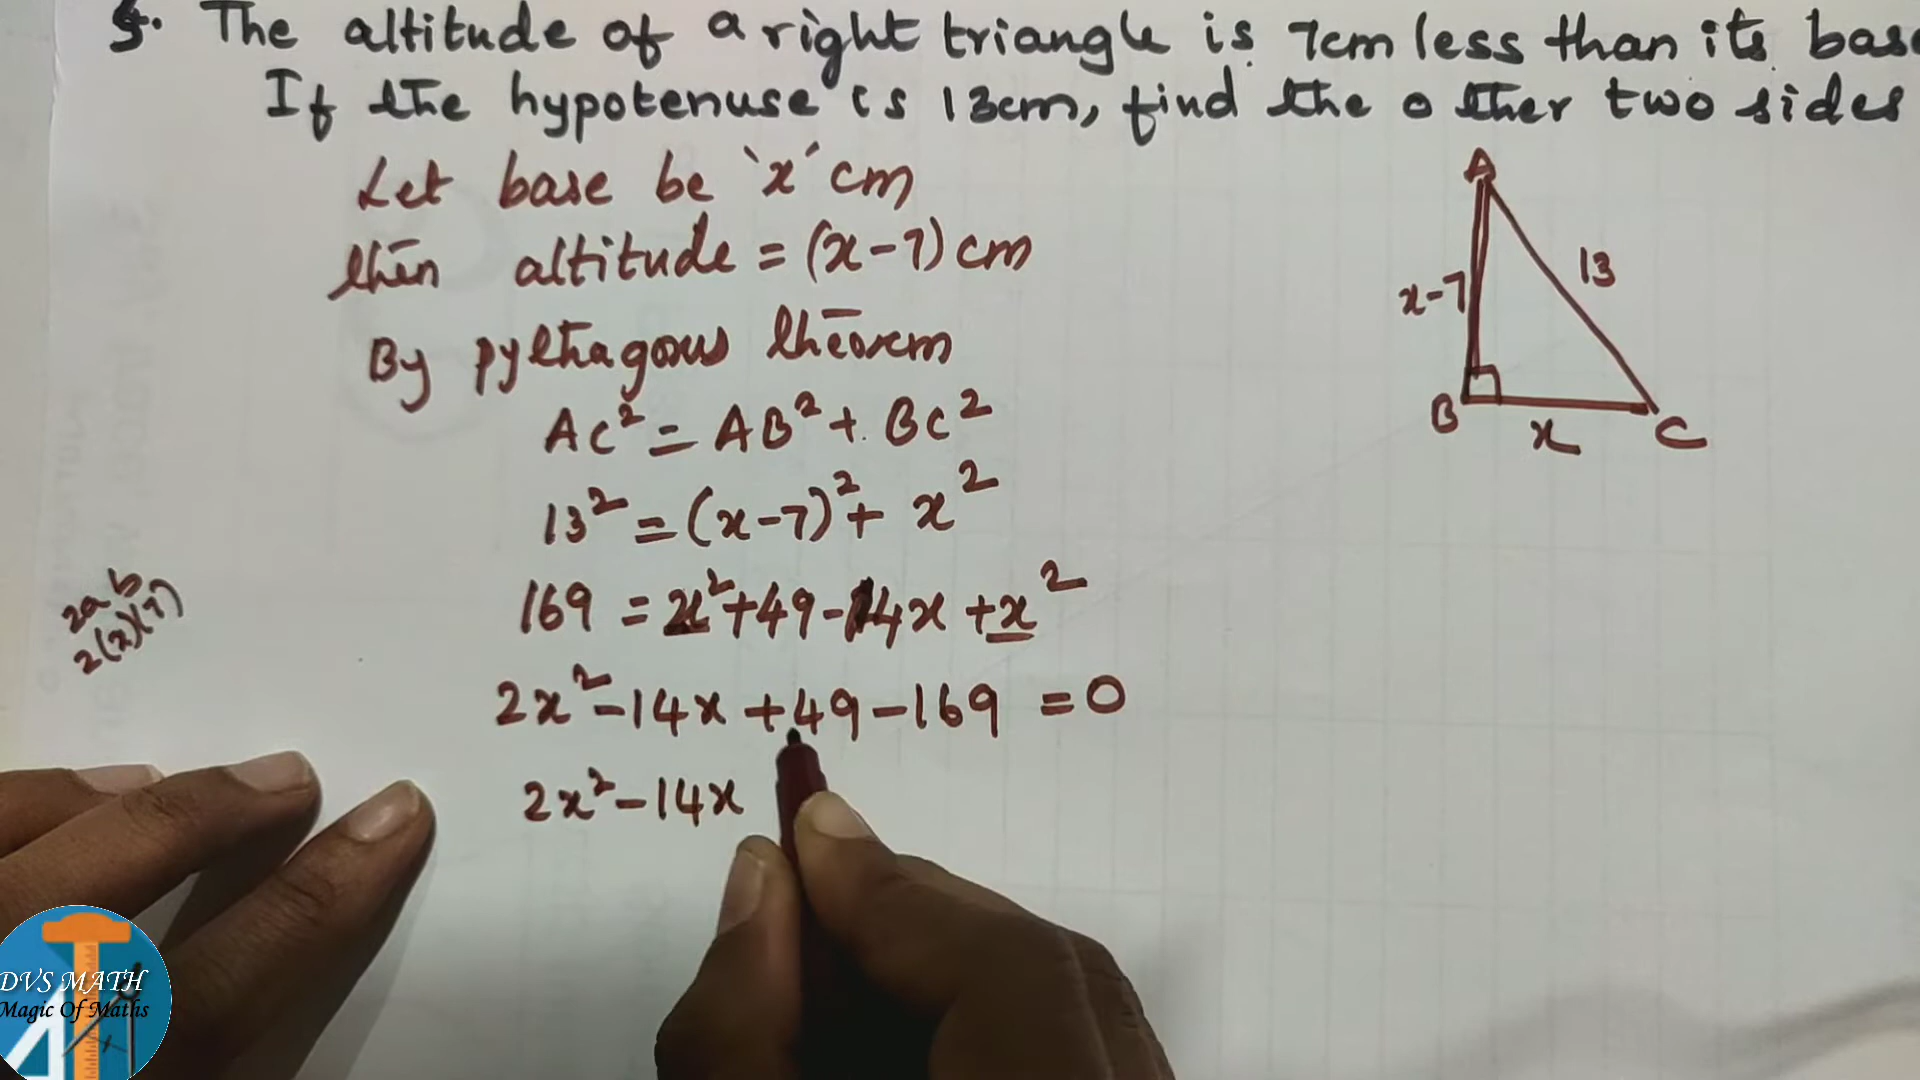 5. The altitude of a right triangle is 7cm less than its base
If the hypotenuse is 13cm, find the other two sides
Let base be 'x' cm
then altitude = (x-7) cm
By pythagorus theorem
AC² = AB² + BC²
13² = (x-7)² + x²
169 = x²+49-14x+x²
2x²-14x+49-169 = 0
2x²-14x
2ab
2(x)(7)
A
x-7
13
B
x
C
DVS MATH
Magic Of Maths